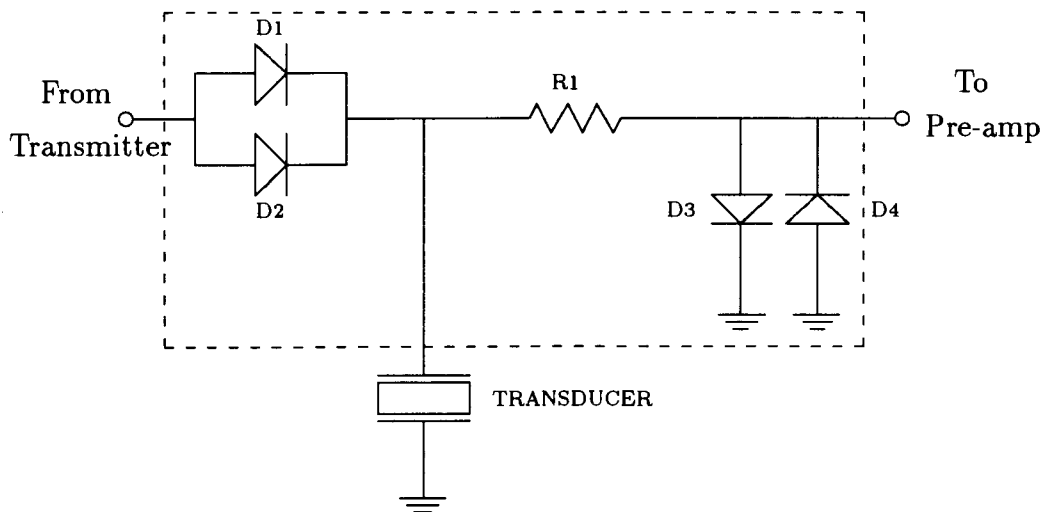 D1
From
Transmitter
D2
R1
To
Pre-amp
D3
D4
TRANSDUCER